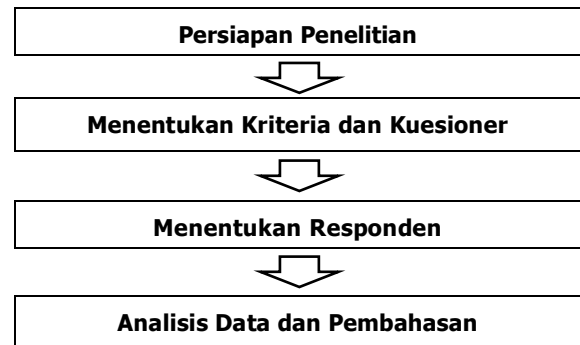 Persiapan Penelitian
Menentukan Kriteria dan Kuesioner
Menentukan Responden
Analisis Data dan Pembahasan